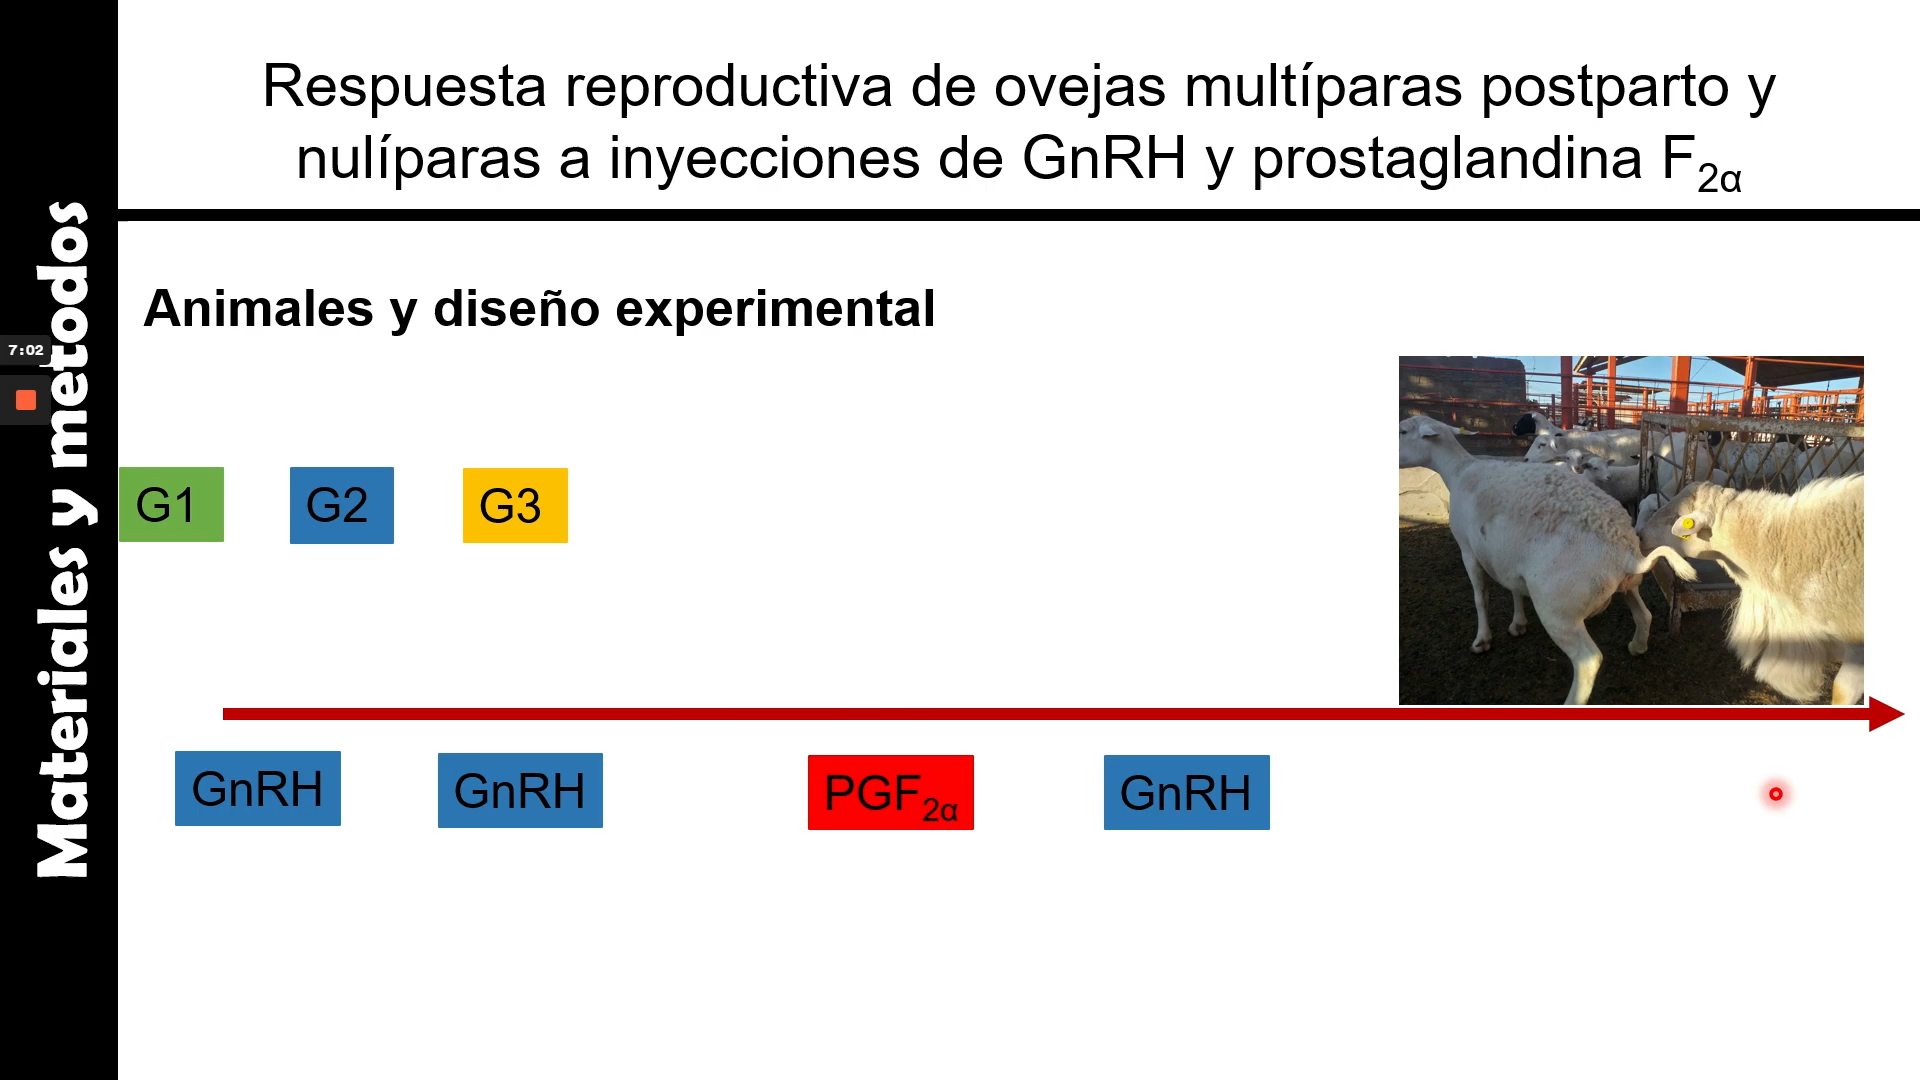 Respuesta reproductiva de ovejas multíparas postparto y
nulíparas a inyecciones de GnRH y prostaglandina F2α
Materiales y metodos
Animales y diseño experimental
7:02
G1 G2 G3
GnRH GnRH PGF2α GnRH